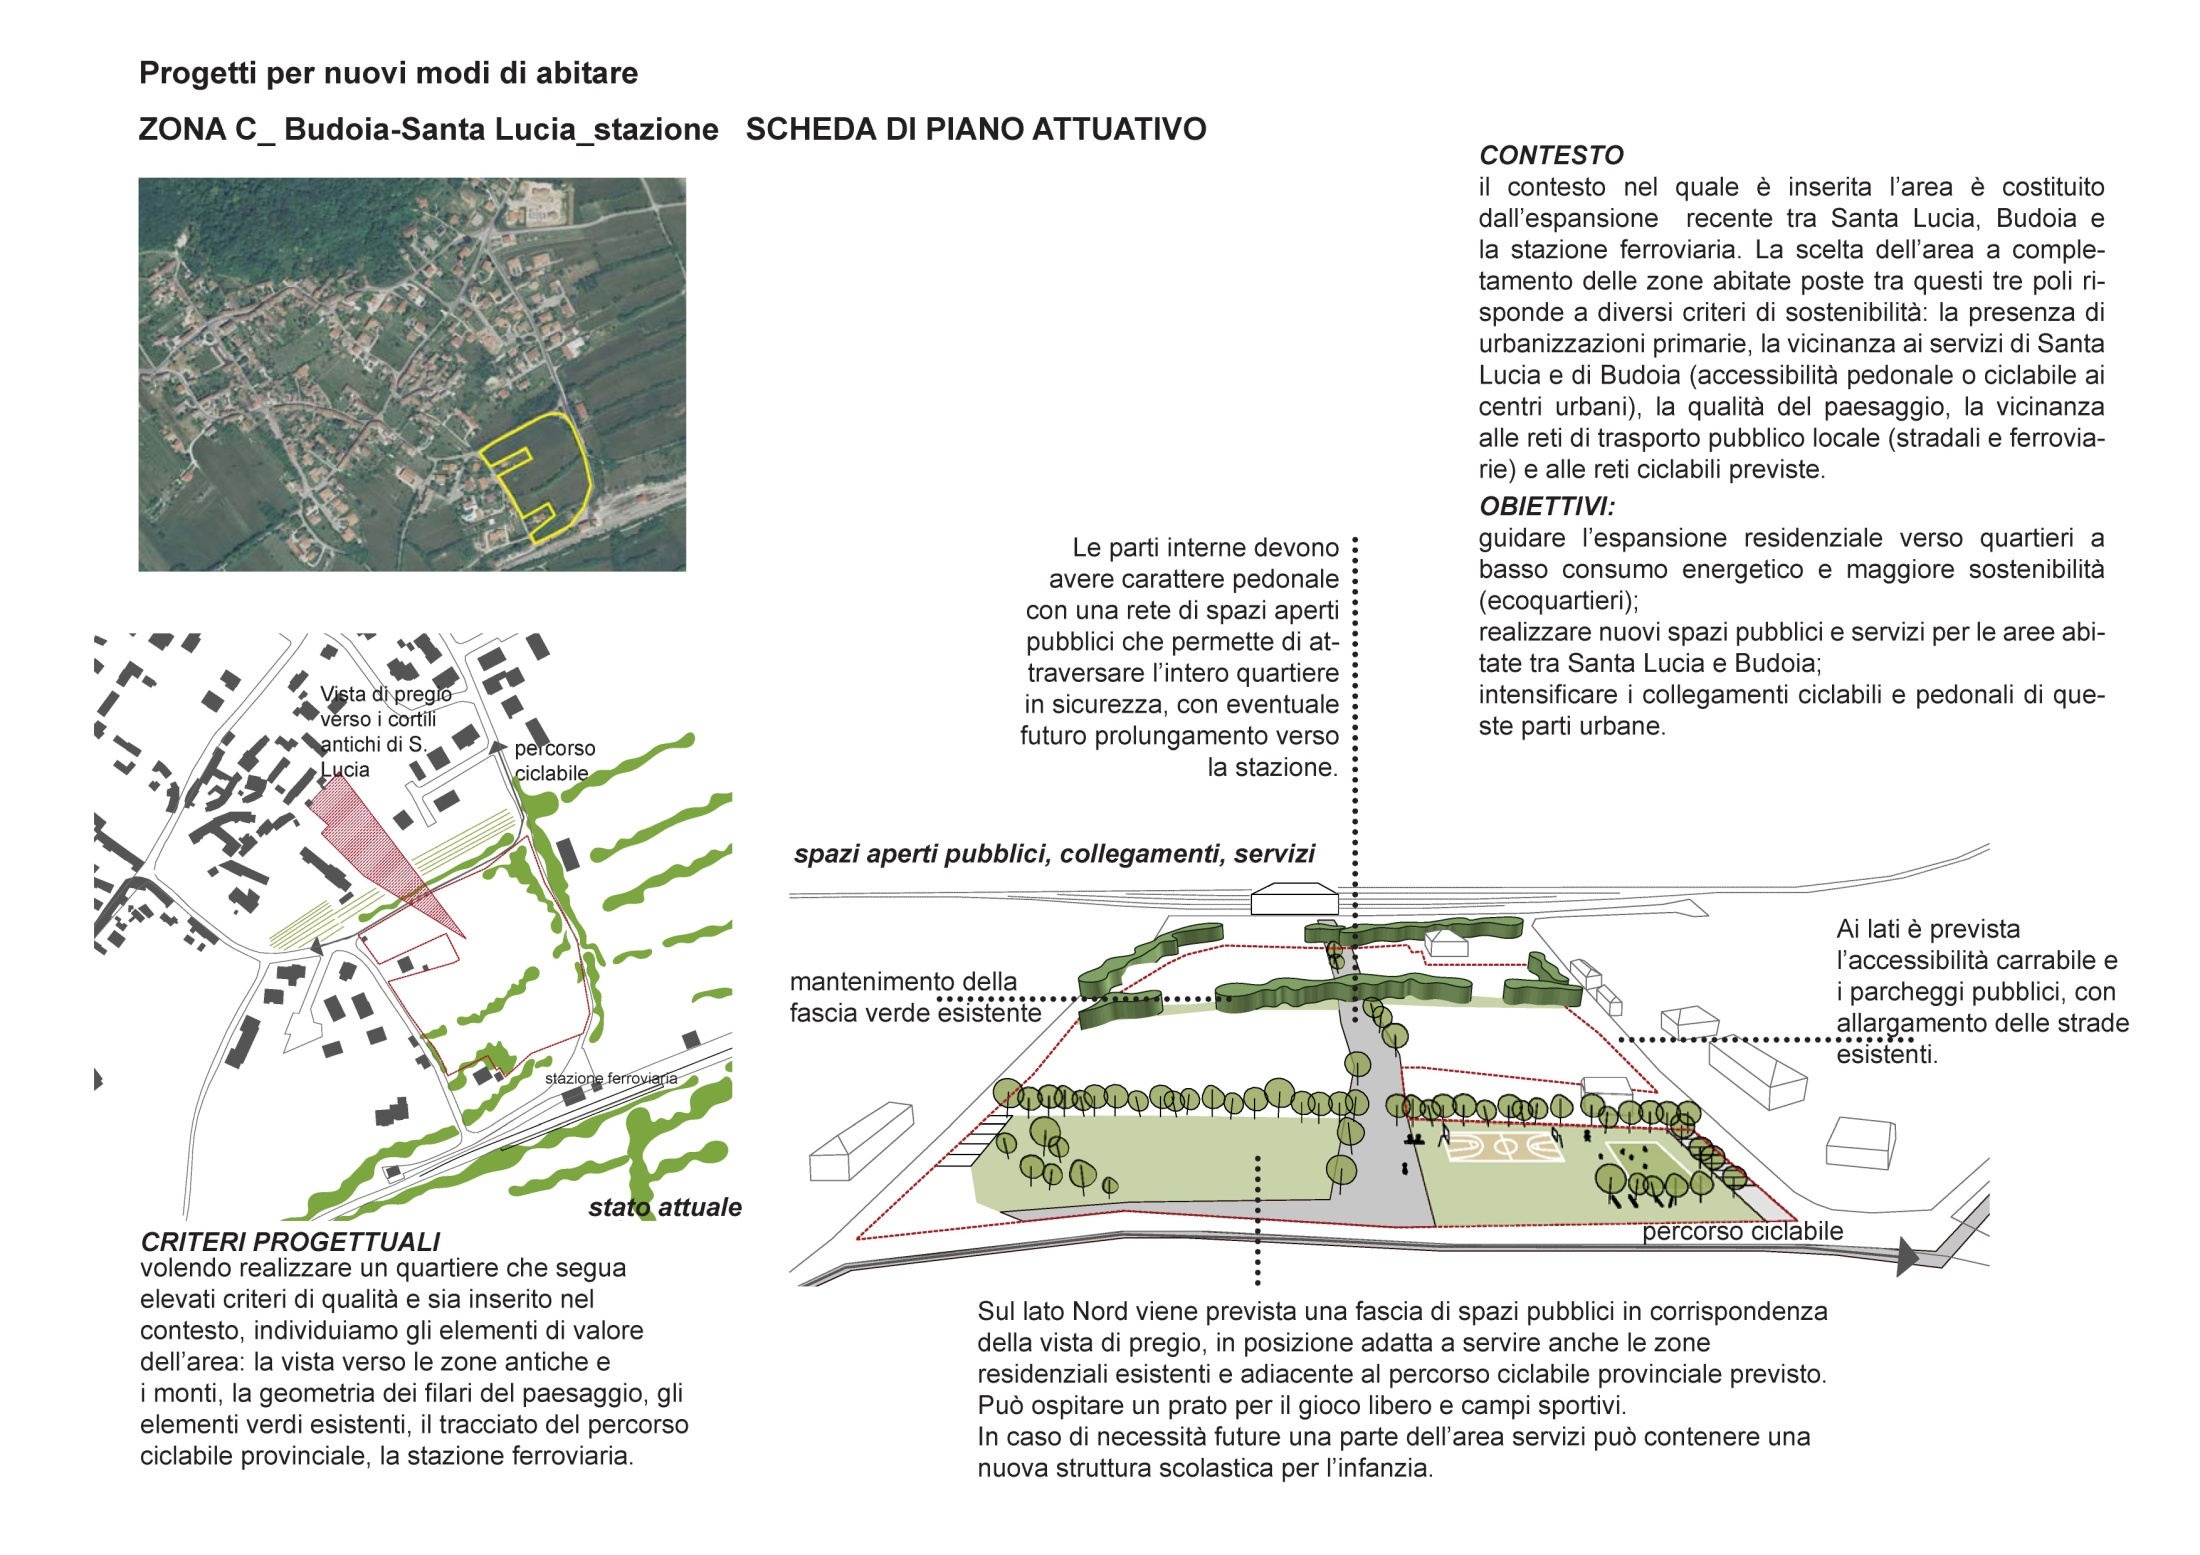 Progetti per nuovi modi di abitare
ZONA C_ Budoia-Santa Lucia_stazione   SCHEDA DI PIANO ATTUATIVO
CONTESTO
il contesto nel quale è inserita l’area è costituito
dall’espansione  recente tra Santa Lucia, Budoia e
la stazione ferroviaria. La scelta dell’area a comple-
tamento delle zone abitate poste tra questi tre poli ri-
sponde a diversi criteri di sostenibilità: la presenza di
urbanizzazioni primarie, la vicinanza ai servizi di Santa
Lucia e di Budoia (accessibilità pedonale o ciclabile ai
centri urbani), la qualità del paesaggio, la vicinanza
alle reti di trasporto pubblico locale (stradali e ferrovia-
rie) e alle reti ciclabili previste.
OBIETTIVI:
guidare l’espansione residenziale verso quartieri a
basso consumo energetico e maggiore sostenibilità
(ecoquartieri);
realizzare nuovi spazi pubblici e servizi per le aree abi-
tate tra Santa Lucia e Budoia;
intensificare i collegamenti ciclabili e pedonali di que-
ste parti urbane.
Le parti interne devono
avere carattere pedonale
con una rete di spazi aperti
pubblici che permette di at-
traversare l’intero quartiere
in sicurezza, con eventuale
futuro prolungamento verso
la stazione.
Vista di pregio
verso i cortili
antichi di S.
Lucia
percorso
ciclabile
stazione ferroviaria
stato attuale
spazi aperti pubblici, collegamenti, servizi
mantenimento della
fascia verde esistente
Ai lati è prevista
l’accessibilità carrabile e
i parcheggi pubblici, con
allargamento delle strade
esistenti.
percorso ciclabile
CRITERI PROGETTUALI
volendo realizzare un quartiere che segua
elevati criteri di qualità e sia inserito nel
contesto, individuiamo gli elementi di valore
dell’area: la vista verso le zone antiche e
i monti, la geometria dei filari del paesaggio, gli
elementi verdi esistenti, il tracciato del percorso
ciclabile provinciale, la stazione ferroviaria.
Sul lato Nord viene prevista una fascia di spazi pubblici in corrispondenza
della vista di pregio, in posizione adatta a servire anche le zone
residenziali esistenti e adiacente al percorso ciclabile provinciale previsto.
Può ospitare un prato per il gioco libero e campi sportivi.
In caso di necessità future una parte dell’area servizi può contenere una
nuova struttura scolastica per l’infanzia.